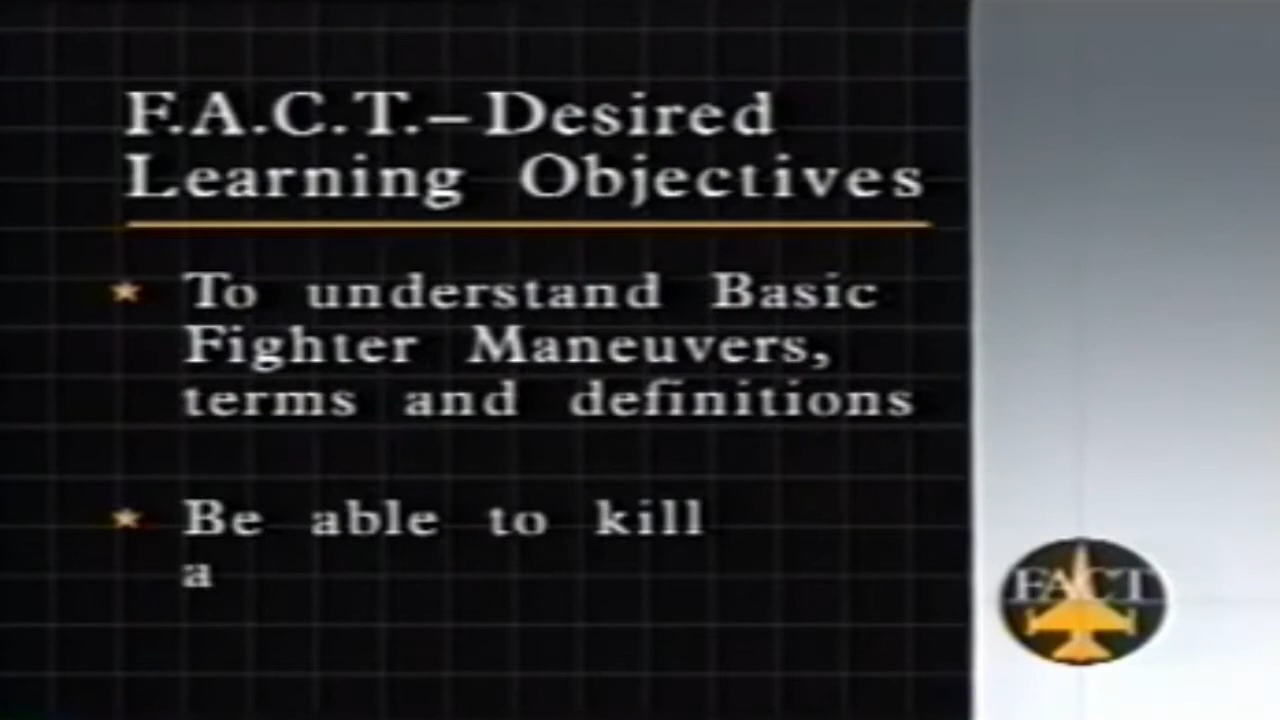 F.A.C.T.–Desired
Learning Objectives
★ To understand Basic
Fighter Maneuvers,
terms and definitions
★ Be able to kill
a
FACT